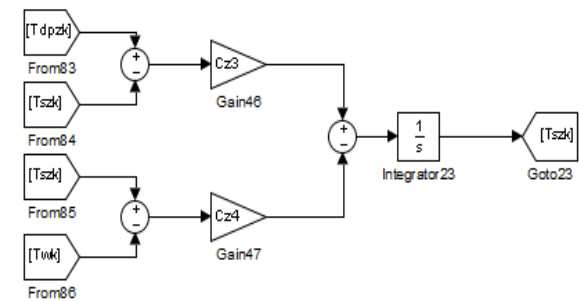 [Tdpzk]
From83
+
−
Cz3
Gain46
[Tszk]
From84
+
−
1
s
Integrator23
[Tszk]
Goto23
[Tszk]
From85
+
−
Cz4
Gain47
[Twk]
From86